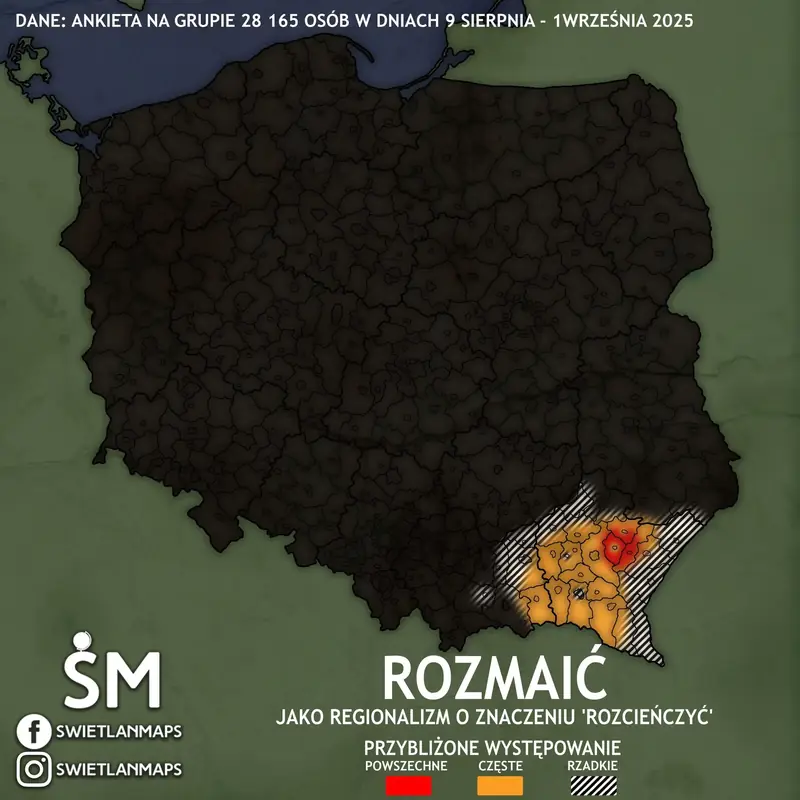 DANE: ANKIETA NA GRUPIE 28 165 OSÓB W DNIACH 9 SIERPNIA - 1WRZEŚNIA 2025
ŚM
SWIETLANMAPS
SWIETLANMAPS
ROZMAIĆ
JAKO REGIONALIZM O ZNACZENIU 'ROZCIEŃCZYĆ'
PRZYBLIŻONE WYSTĘPOWANIE
POWSZECHNE CZĘSTE RZADKIE